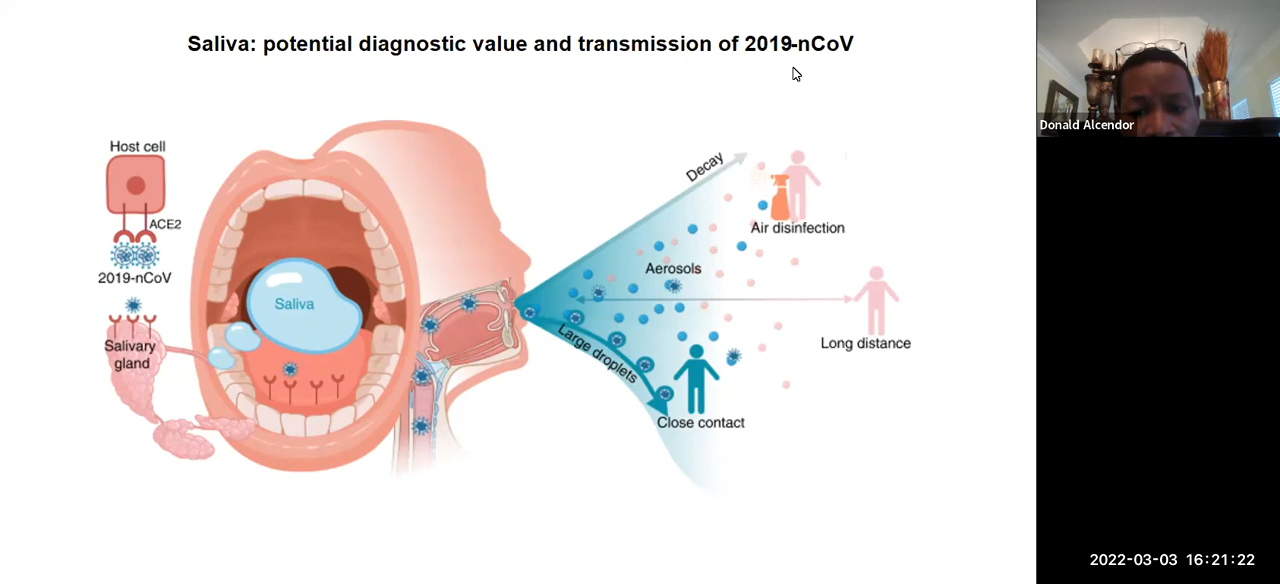 Saliva: potential diagnostic value and transmission of 2019-nCoV
Donald Alcendor
Host cell
ACE2
2019-nCoV
Salivary
gland
Saliva
Decay
Air disinfection
Aerosols
Large droplets
Long distance
Close contact
2022-03-03 16:21:22